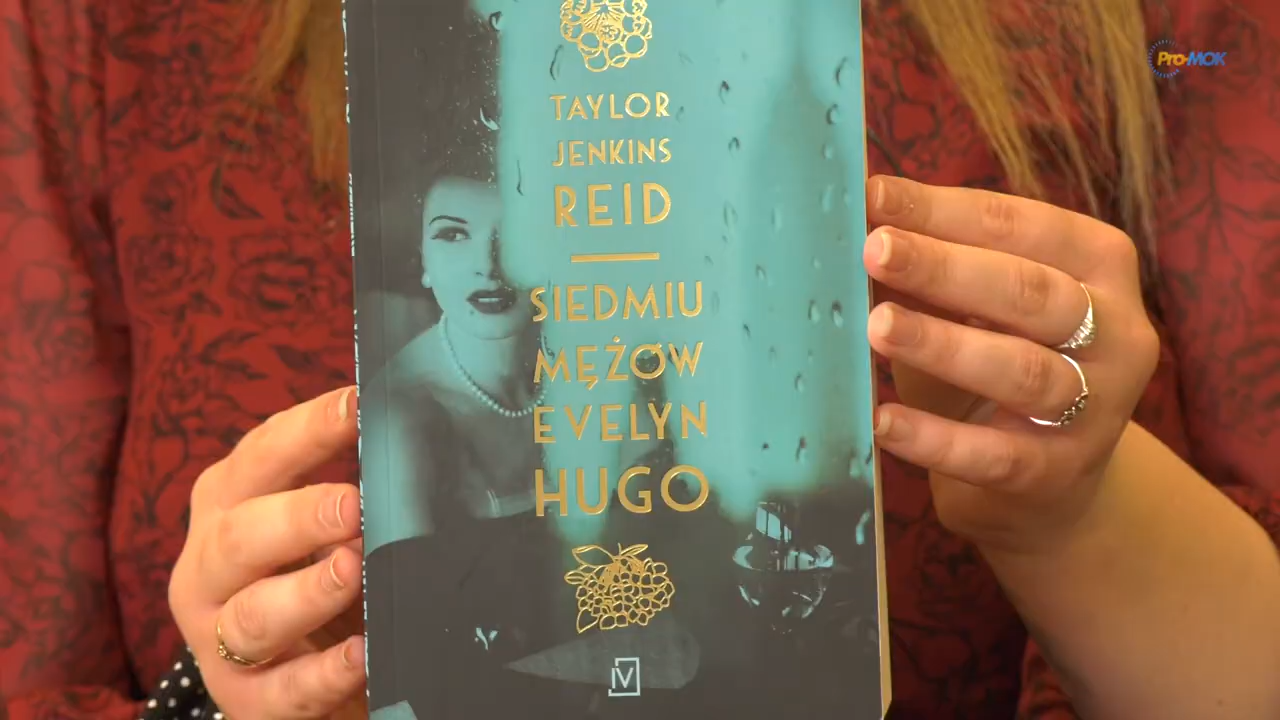 Pro-MOK
TAYLOR
JENKINS
REID
SIEDMIU
MĘŻÓW
EVELYN
HUGO